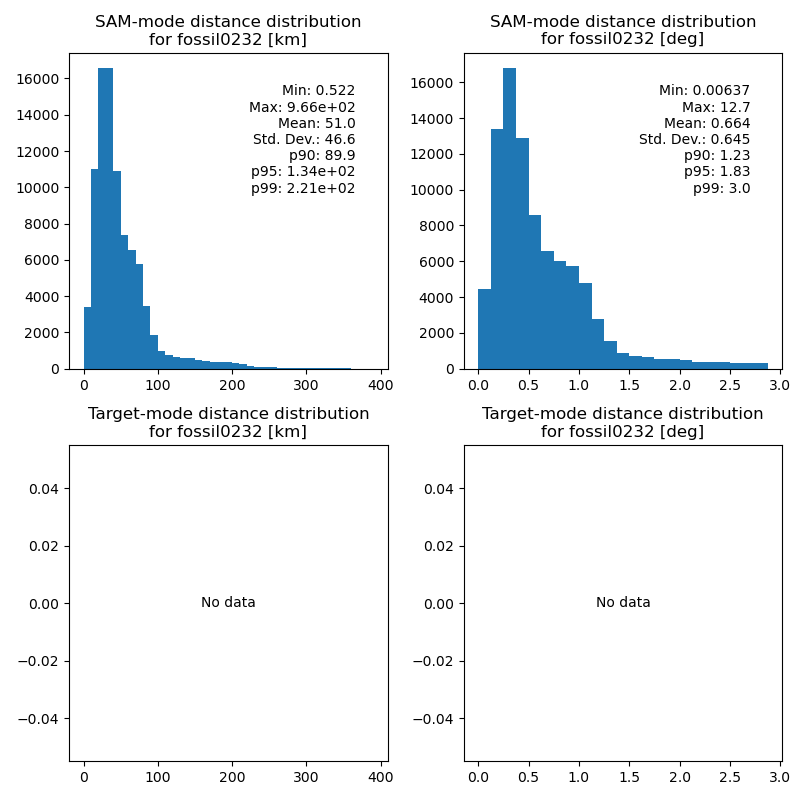 SAM-mode distance distribution
for fossil0232 [km]
16000
14000
12000
10000
8000
6000
4000
2000
0
Min: 0.522
Max: 9.66e+02
Mean: 51.0
Std. Dev.: 46.6
p90: 89.9
p95: 1.34e+02
p99: 2.21e+02
0 100 200 300 400
SAM-mode distance distribution
for fossil0232 [deg]
16000
14000
12000
10000
8000
6000
4000
2000
0
Min: 0.00637
Max: 12.7
Mean: 0.664
Std. Dev.: 0.645
p90: 1.23
p95: 1.83
p99: 3.0
0.0 0.5 1.0 1.5 2.0 2.5 3.0
Target-mode distance distribution
for fossil0232 [km]
0.04
0.02
0.00
−0.02
−0.04
No data
0 100 200 300 400
Target-mode distance distribution
for fossil0232 [deg]
0.04
0.02
0.00
−0.02
−0.04
No data
0.0 0.5 1.0 1.5 2.0 2.5 3.0